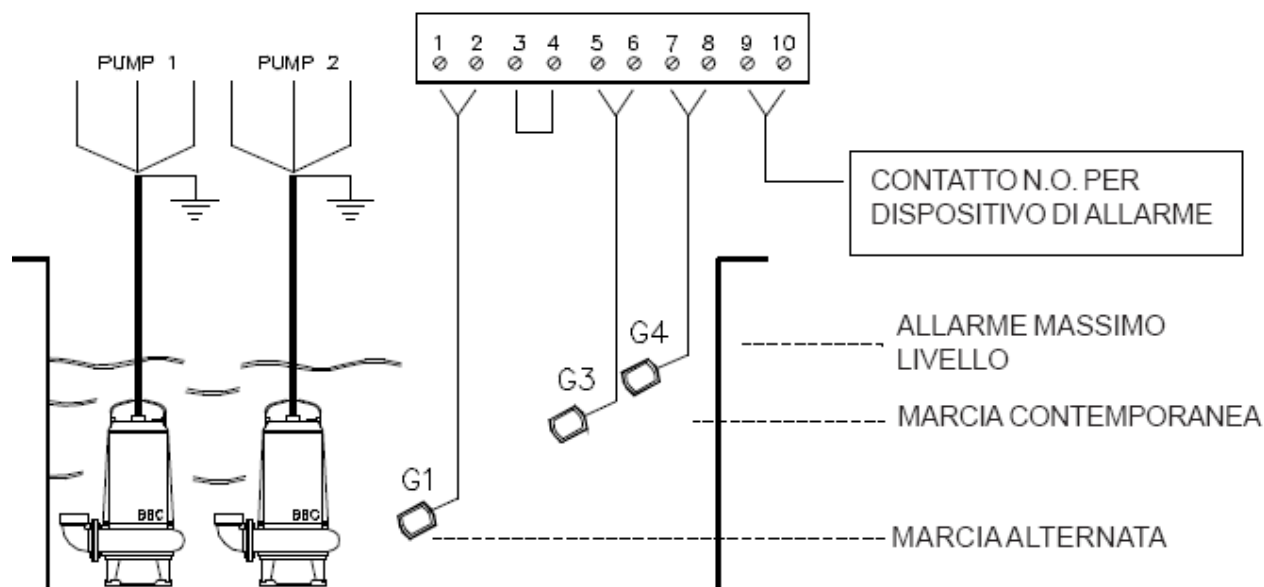 1 2 3 4 5 6 7 8 9 10
PUMP 1
PUMP 2
CONTATTO N.O. PER
DISPOSITIVO DI ALLARME
ALLARME MASSIMO
LIVELLO
G4
G3
MARCIA CONTEMPORANEA
G1
BBC
BBC
MARCIA ALTERNATA